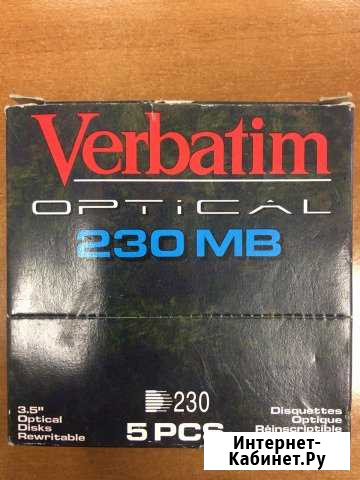 Verbatim
OPTICAL
230 MB
230
3.5"
Optical
Disks
Rewritable
5 PCS
Disquettes
Optique
Réinscriptible
Интернет-
Кабинет.Ру